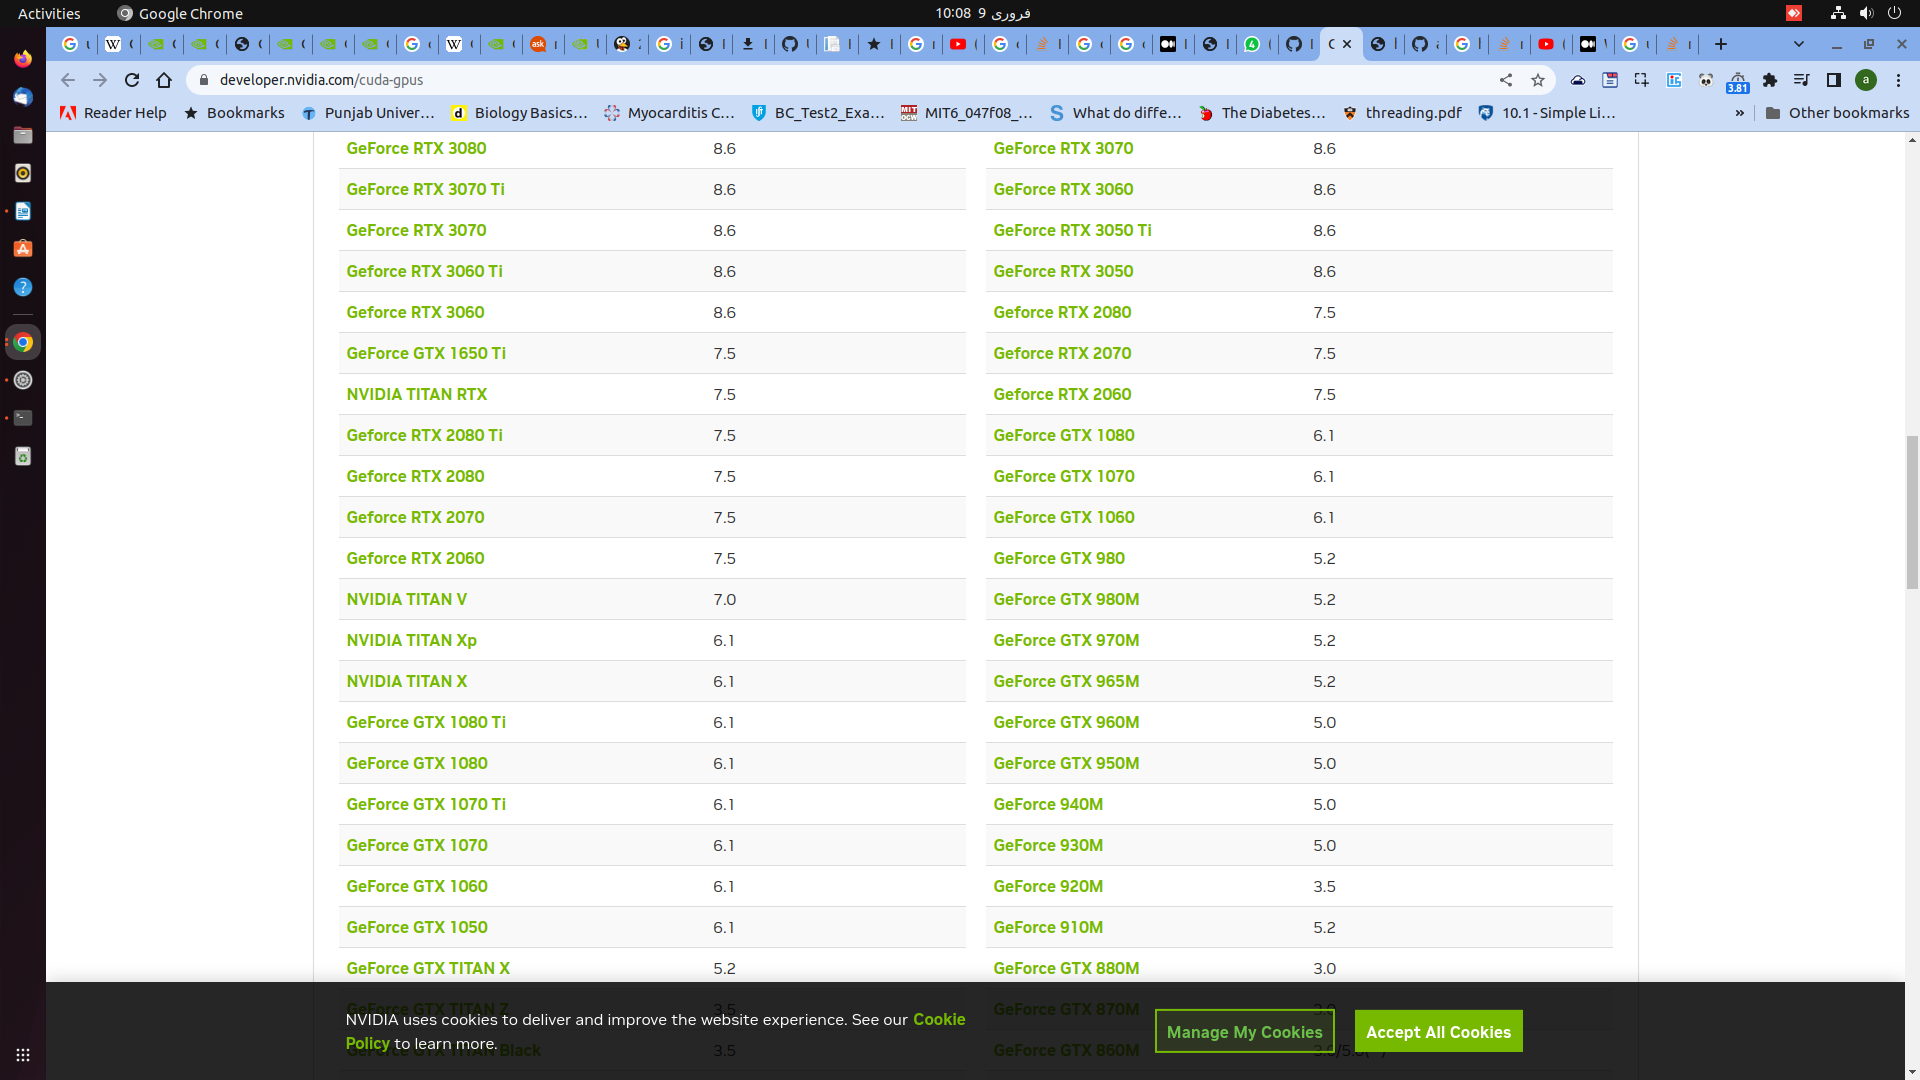 Activities
Google Chrome
10:08 9 فروری
developer.nvidia.com/cuda-gpus
3.81
a
Reader Help
Bookmarks
Punjab Univer…
Biology Basics…
Myocarditis C…
BC_Test2_Exa…
MIT6_047f08_…
What do diffe…
The Diabetes…
threading.pdf
10.1 - Simple Li…
»
Other bookmarks
GeForce RTX 3080 8.6
GeForce RTX 3070 Ti 8.6
GeForce RTX 3070 8.6
Geforce RTX 3060 Ti 8.6
Geforce RTX 3060 8.6
GeForce GTX 1650 Ti 7.5
NVIDIA TITAN RTX 7.5
Geforce RTX 2080 Ti 7.5
Geforce RTX 2080 7.5
Geforce RTX 2070 7.5
Geforce RTX 2060 7.5
NVIDIA TITAN V 7.0
NVIDIA TITAN Xp 6.1
NVIDIA TITAN X 6.1
GeForce GTX 1080 Ti 6.1
GeForce GTX 1080 6.1
GeForce GTX 1070 Ti 6.1
GeForce GTX 1070 6.1
GeForce GTX 1060 6.1
GeForce GTX 1050 6.1
GeForce GTX TITAN X 5.2
GeForce GTX TITAN Z 3.5
GeForce GTX TITAN Black 3.5
GeForce RTX 3070 8.6
GeForce RTX 3060 8.6
GeForce RTX 3050 Ti 8.6
GeForce RTX 3050 8.6
Geforce RTX 2080 7.5
Geforce RTX 2070 7.5
Geforce RTX 2060 7.5
GeForce GTX 1080 6.1
GeForce GTX 1070 6.1
GeForce GTX 1060 6.1
GeForce GTX 980 5.2
GeForce GTX 980M 5.2
GeForce GTX 970M 5.2
GeForce GTX 965M 5.2
GeForce GTX 960M 5.0
GeForce GTX 950M 5.0
GeForce 940M 5.0
GeForce 930M 5.0
GeForce 920M 3.5
GeForce 910M 5.2
GeForce GTX 880M 3.0
GeForce GTX 870M 3.0
GeForce GTX 860M
NVIDIA uses cookies to deliver and improve the website experience. See our Cookie
Policy to learn more.
Manage My Cookies
Accept All Cookies